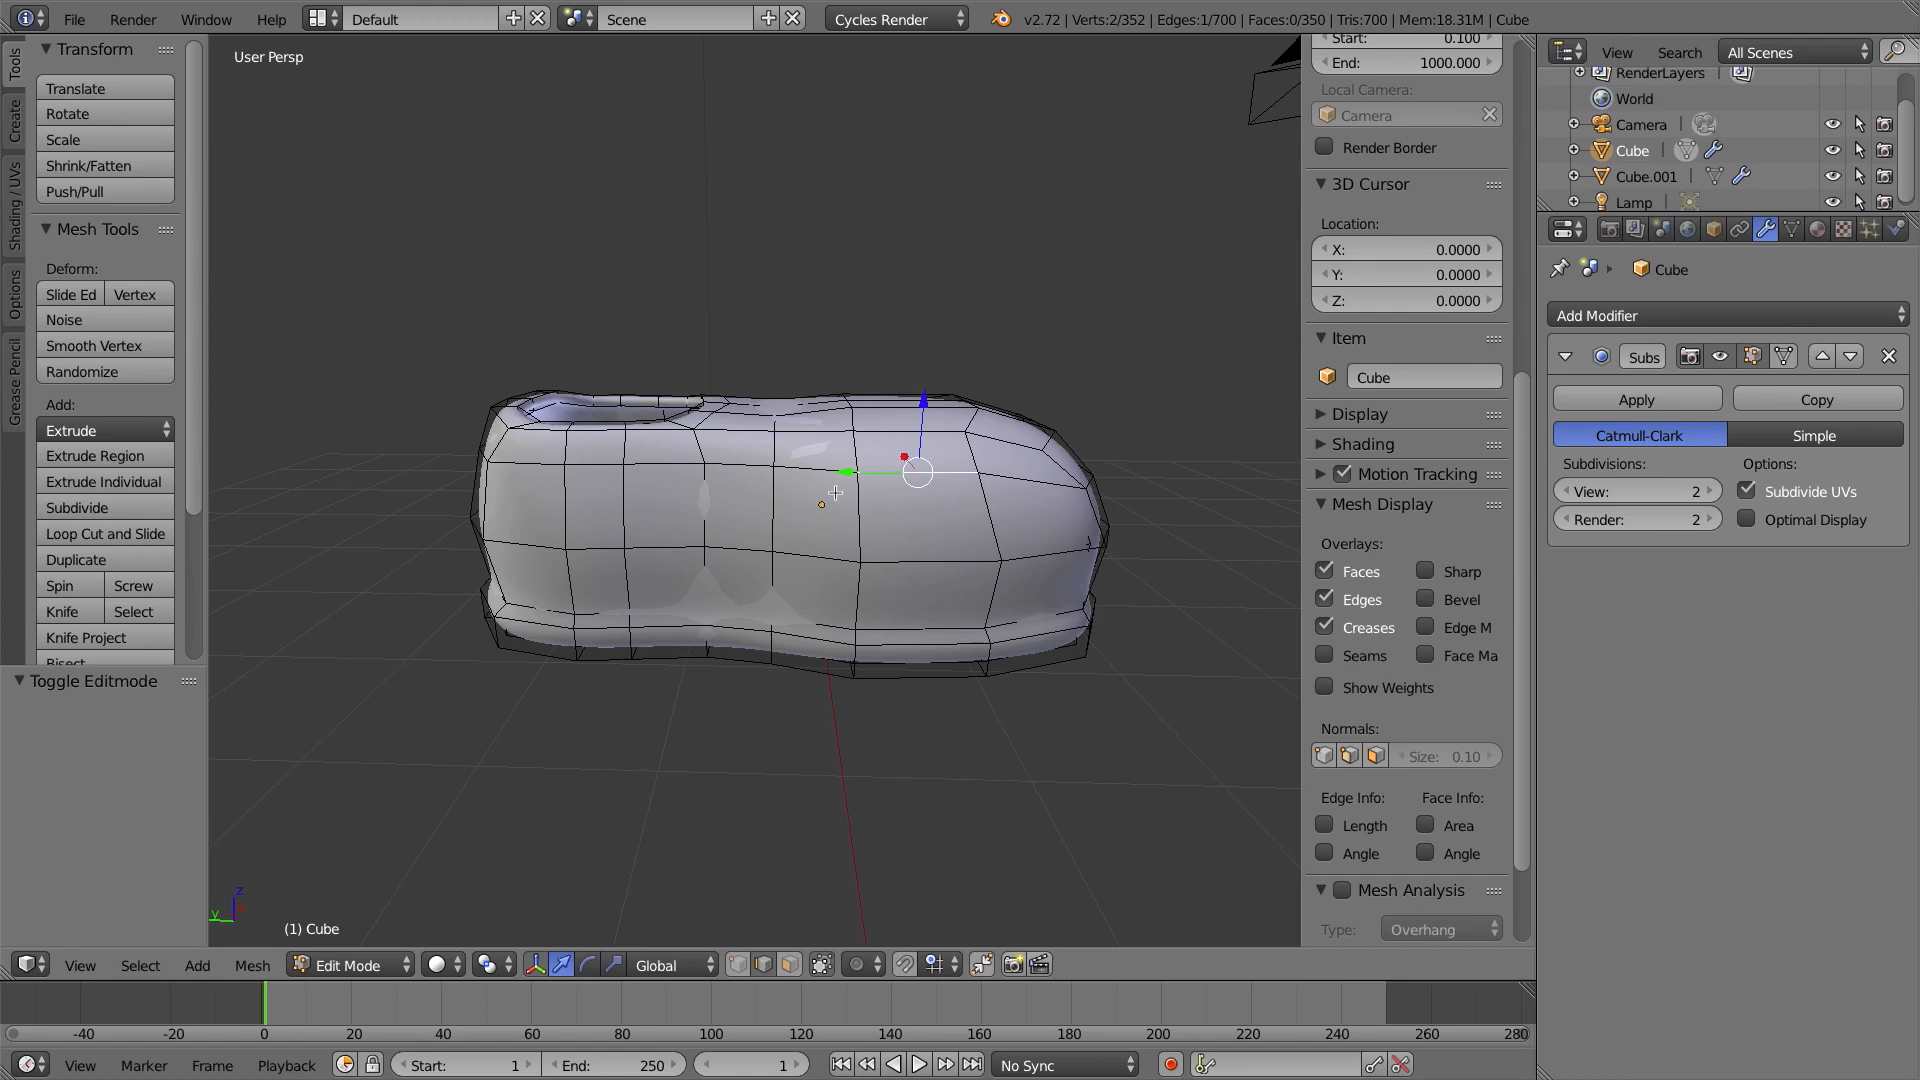 File Render Window Help Default Scene Cycles Render v2.72 | Verts:2/352 | Edges:1/700 | Faces:0/350 | Tris:700 | Mem:18.31M | Cube
Tools
Create
Shading / UVs
Options
Grease Pencil
Transform
Translate
Rotate
Scale
Shrink/Fatten
Push/Pull
Mesh Tools
Deform:
Slide Ed Vertex
Noise
Smooth Vertex
Randomize
Add:
Extrude
Extrude Region
Extrude Individual
Subdivide
Loop Cut and Slide
Duplicate
Spin Screw
Knife Select
Knife Project
Bisect
Toggle Editmode
User Persp
z
y
(1) Cube
Start: 0.100
End: 1000.000
Local Camera:
Camera
Render Border
3D Cursor
Location:
X: 0.0000
Y: 0.0000
Z: 0.0000
Item
Cube
Display
Shading
Motion Tracking
Mesh Display
Overlays:
Faces Sharp
Edges Bevel
Creases Edge M
Seams Face Ma
Show Weights
Normals:
Size: 0.10
Edge Info: Face Info:
Length Area
Angle Angle
Mesh Analysis
Type: Overhang
View Search All Scenes
RenderLayers
World
Camera
Cube
Cube.001
Lamp
Cube
Add Modifier
Subs
Apply Copy
Catmull-Clark Simple
Subdivisions: Options:
View: 2 Subdivide UVs
Render: 2 Optimal Display
View Select Add Mesh Edit Mode Global
-40 -20 0 20 40 60 80 100 120 140 160 180 200 220 240 260 280
View Marker Frame Playback Start: 1 End: 250 1 No Sync